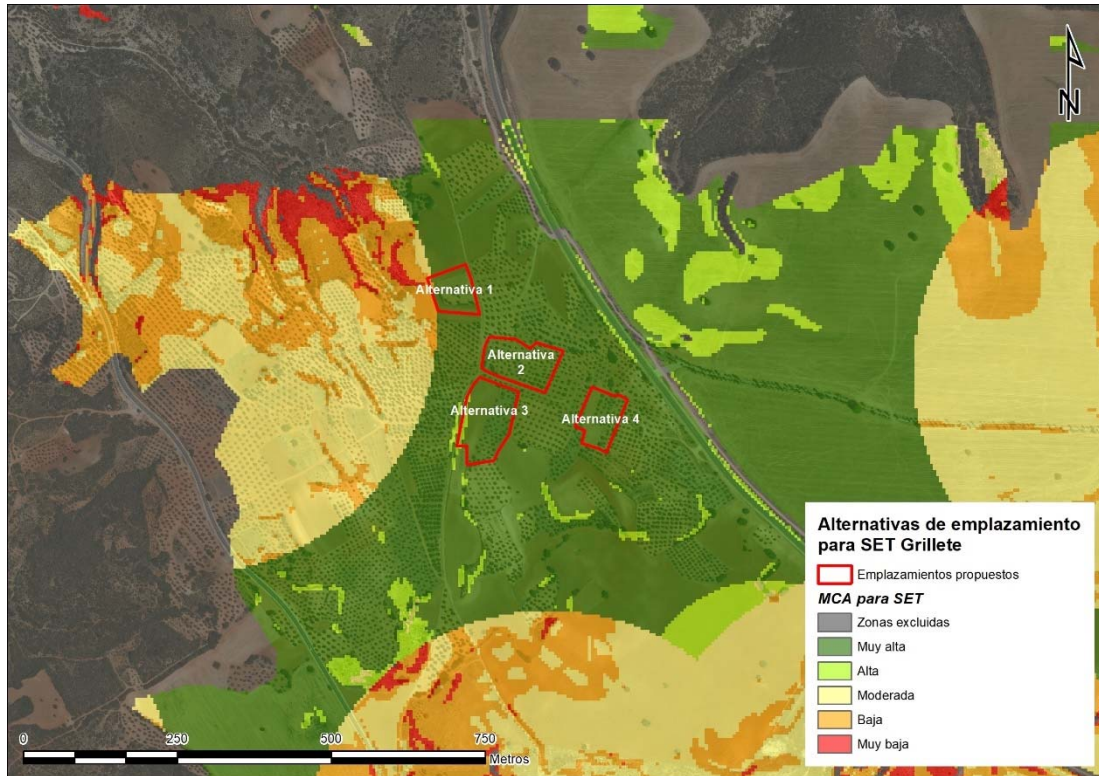 N
Alternativa 1
Alternativa
2
Alternativa 3
Alternativa 4
Alternativas de emplazamiento
para SET Grillete
Emplazamientos propuestos
MCA para SET
Zonas excluidas
Muy alta
Alta
Moderada
Baja
Muy baja
0 250 500 750
Metros